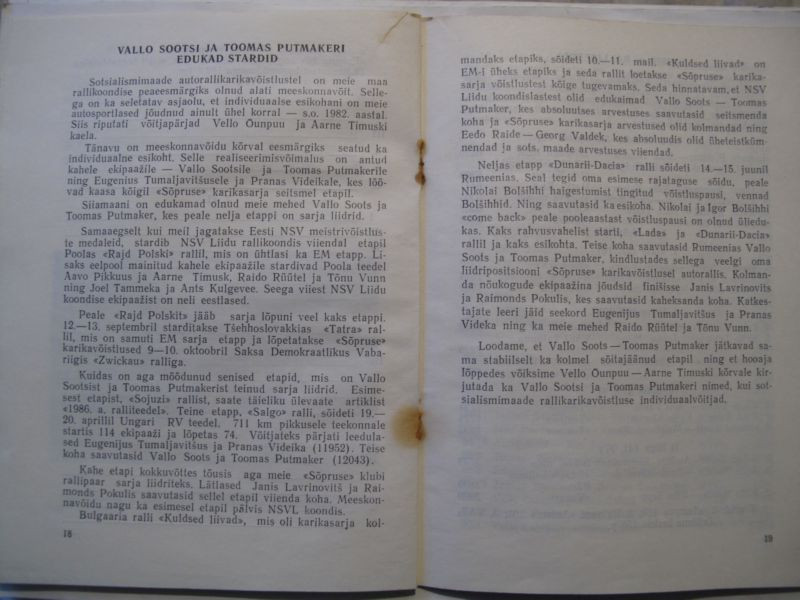 VALLO SOOTSI JA TOOMAS PUTMAKERI
EDUKAD STARDID
Sotsialismimaade autorallikarikavõistlustel on meie maa
rallikoondise peaeesmärgiks olnud alati meeskonnavõit. Selle-
ga on ka seletatav asjaolu, et individuaalne esikohani on meie
autosportlased jõudnud ainult ühel korral — s.o. 1982. aastal.
Siis riputati võitjapärjad Vello Õunpuu ja Aarne Timuski
kaela.
Tänavu on meeskonnavõidu kõrval eesmärgiks seatud ka
individuaalne esikoht. Selle realiseerimisvõimalus on antud
kahele ekipaažile — Vallo Sootsile ja Toomas Putmakerile
ning Eugenius Tumaljavitšusele ja Pranas Videikale, kes löö-
vad kaasa kõigil «Sõpruse» karikasarja seitsmel etapil.
Siiamaani on edukamad olnud meie mehed Vallo Soots ja
Toomas Putmaker, kes peale nelja etappi on sarja liidrid.
Samaaegselt kui meil jagatakse Eesti NSV meistrivõistlus-
te medaleid, stardib NSV Liidu rallikoondis viiendal etapil
Poolas «Rajd Polski» rallil, mis on ühtlasi ka EM etapp. Li-
saks eelpool mainitud kahele ekipaažile stardivad Poola teedel
Aavo Pikkuus ja Aarne Timusk, Raido Rüütel ja Tõnu Vunn
ning Joel Tammeka ja Ants Kulgevee. Seega viiest NSV Liidu
koondise ekipaažist on neli eestlased.
Peale «Rajd Polskit» jääb sarja lõpuni veel kaks etappi.
12.—13. septembril starditakse Tšehhoslovakkias «Tatra» ral-
lil, mis on samuti EM sarja etapp ja lõpetatakse «Sõpruse»
karikavõistlused 9—10. oktoobril Saksa Demokraatlikus Vaba-
riigis «Zwickau» ralliga.
Kuidas on aga möödunud senised etapid, mis on Vallo
Sootsist ja Toomas Putmakerist teinud sarja liidrid. Esime-
sest etapist, «Sojuzi» rallist, saate täieliku ülevaate artiklist
«1986. a. ralliteedel». Teine etapp, «Salgo» ralli, sõideti 19.—
20. aprillil Ungari RV teedel. 711 km pikkusele teekonnale
startis 114 ekipaaži ja lõpetas 74. Võitjateks pärjati leedula-
sed Eugenijus Tumaljavitšus ja Pranas Videika (11952). Teise
koha saavutasid Vallo Soots ja Toomas Putmaker (12043).
Kahe etapi kokkuvõttes tõusis aga meie «Sõpruse» klubi
rallipaar sarja liidriteks. Lätlased Janis Lavrinovitš ja Rai-
monds Pokulis saavutasid sellel etapil viienda koha. Meeskon-
navõidu nagu ka esimesel etapil pälvis NSVL koondis.
Bulgaaria ralli «Kuldsed liivad», mis oli karikasarja kol-
18
mandaks etapiks, sõideti 10.—11. mail. «Kuldsed liivad» on
EM-i üheks etapiks ja seda rallit loetakse «Sõpruse» karika-
sarja võistlustest kõige tugevamaks. Seda hinnatavam, et NSV
Liidu koondislastest olid edukaimad Vallo Soots — Toomas
Putmaker, kes absoluutses arvestuses saavutasid seitsmenda
koha ja «Sõpruse» karikasarja arvestuses olid kolmandad ning
Eedo Raide — Georg Valdek, kes absoluudis olid üheteistküm-
nendad ja sots. maade arvestuses viiendad.
Neljas etapp «Dunarii-Dacia» ralli sõideti 14.—15. juunil
Rumeenias. Seal tegid oma esimese rajataguse sõidu, peale
Nikolai Bolšihhi haigestumist tingitud võistluspausi, vennad
Bolšihhid. Ning saavutasid ka esikoha. Nikolai ja Igor Bolšihhi
«come back» peale pooleaastast võistluspausi on olnud üliedu-
kas. Kaks rahvusvahelist starti, «Lada» ja «Dunarii-Dacia»
rallil ja kaks esikohta. Teise koha saavutasid Rumeenias Vallo
Soots ja Toomas Putmaker, kindlustades sellega veelgi oma
liidripositsiooni «Sõpruse» karikavõistlusel autorallis. Kolman-
da nõukogude ekipaažina jõudsid finišisse Janis Lavrinovits
ja Raimonds Pokulis, kes saavutasid kaheksanda koha. Katkes-
tajate leeri jäid seekord Eugenijus Tumaljavitšus ja Pranas
Videka ning ka meie mehed Raido Rüütel ja Tõnu Vunn.
Loodame, et Vallo Soots — Toomas Putmaker jätkavad sa-
ma stabiilselt ka kolmel sõitajäänud etapil ning et hooaja
lõppedes võiksime Vello Õunpuu — Aarne Timuski kõrvale kir-
jutada ka Vallo Sootsi ja Toomas Putmakeri nimed, kui sot-
sialismimaade rallikarikavõistluse individuaalvõitjad.
19